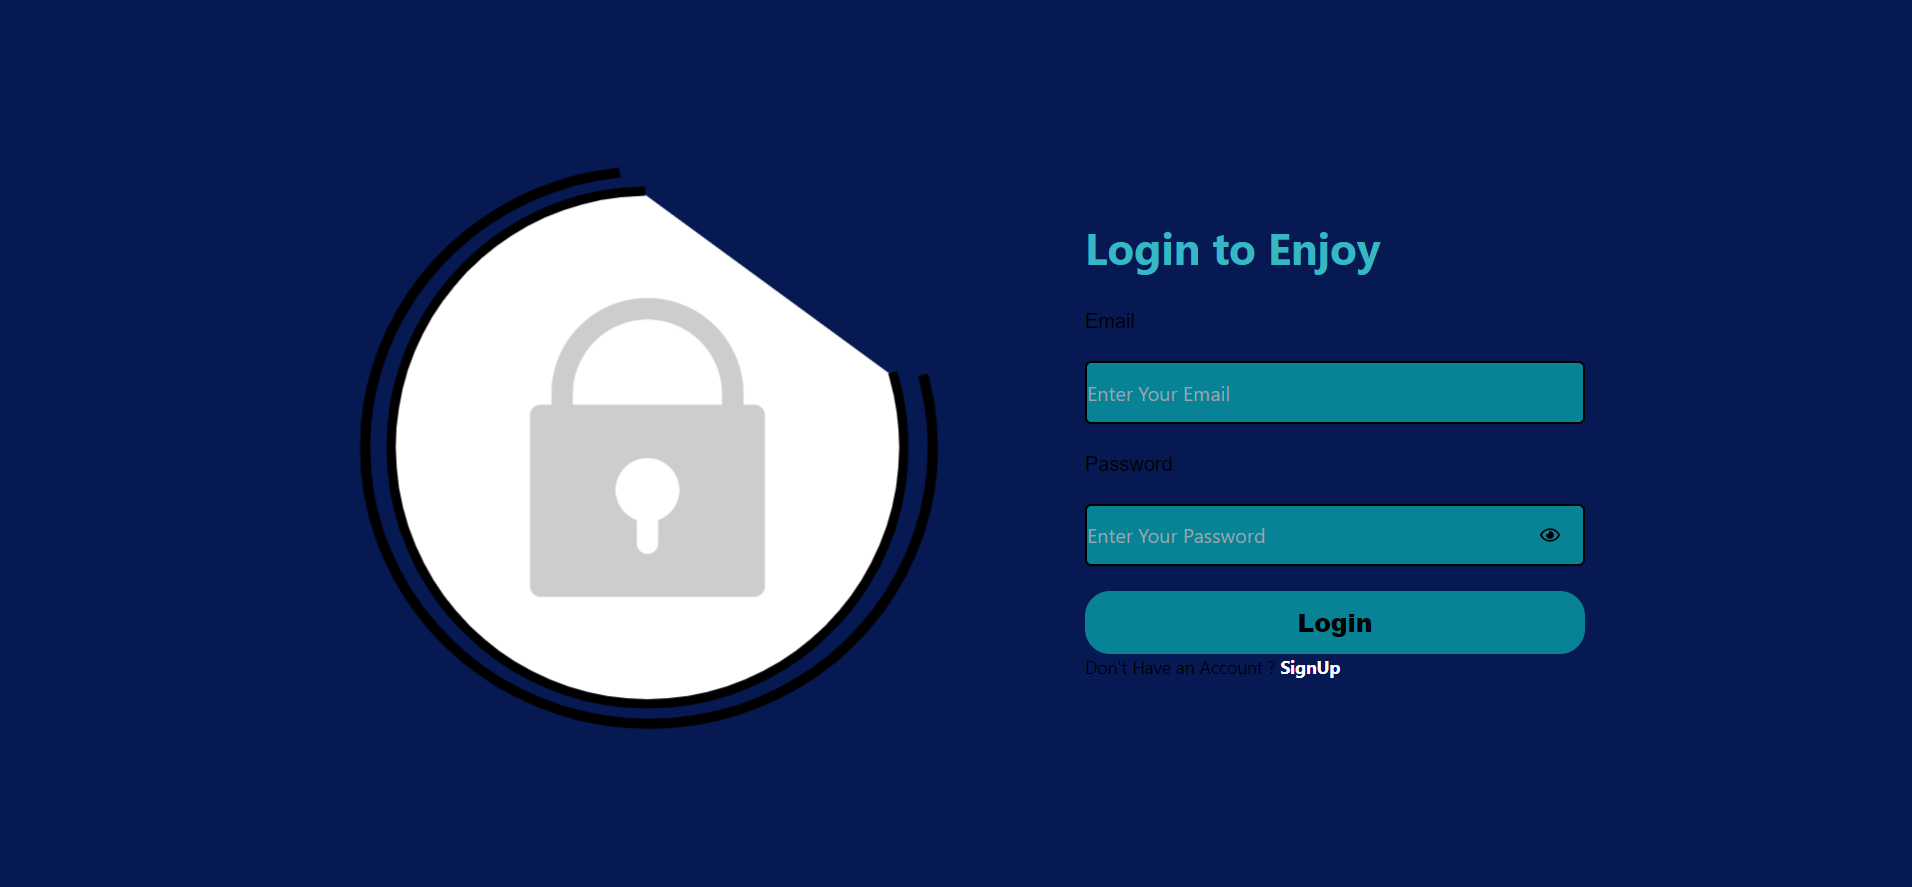 Login to Enjoy
Email
Enter Your Email
Password
Enter Your Password
Login
Don't Have an Account ? SignUp